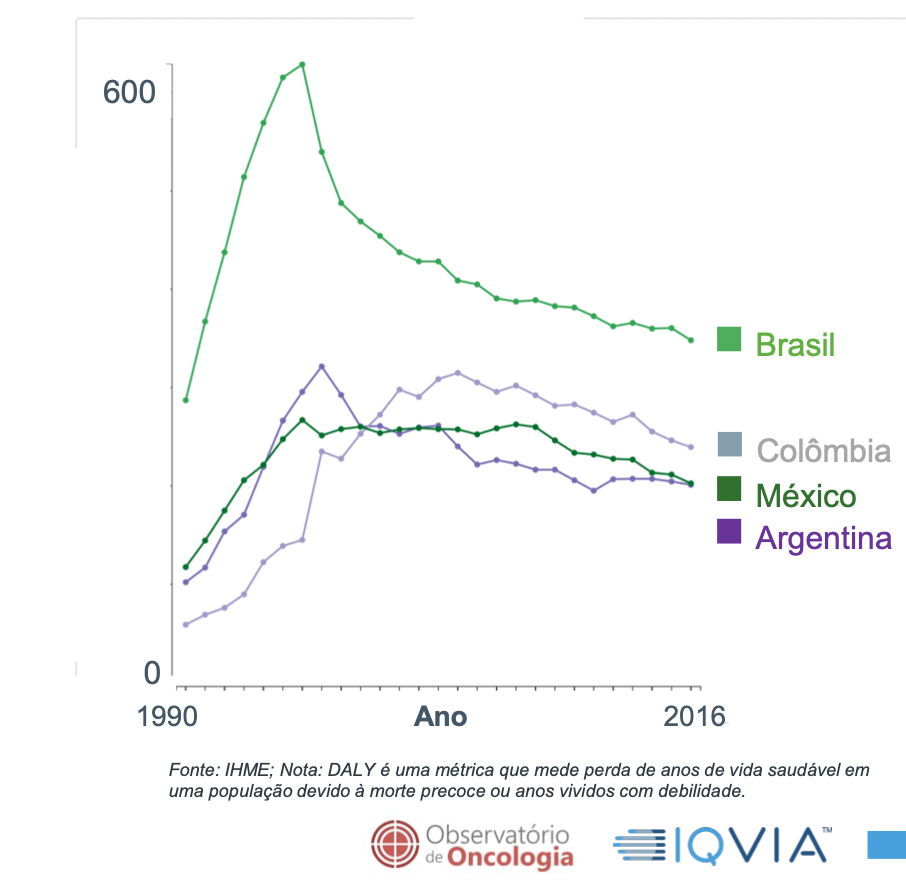 600
0
1990
Ano
2016
Brasil
Colômbia
México
Argentina
Fonte: IHME; Nota: DALY é uma métrica que mede perda de anos de vida saudável em
uma população devido à morte precoce ou anos vividos com debilidade.
Observatório
de Oncologia
IQVIA™